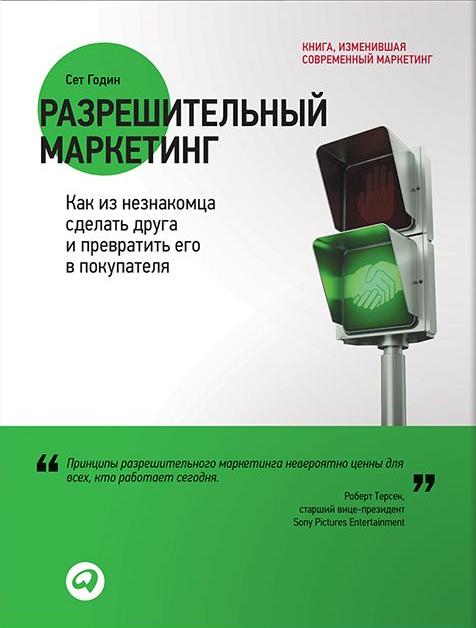 КНИГА, ИЗМЕНИВШАЯ
СОВРЕМЕННЫЙ МАРКЕТИНГ
Сет Годин
РАЗРЕШИТЕЛЬНЫЙ
МАРКЕТИНГ
Как из незнакомца
сделать друга
и превратить его
в покупателя
“ Принципы разрешительного маркетинга невероятно ценны для
всех, кто работает сегодня. ”
Роберт Терсек,
старший вице-президент
Sony Pictures Entertainment